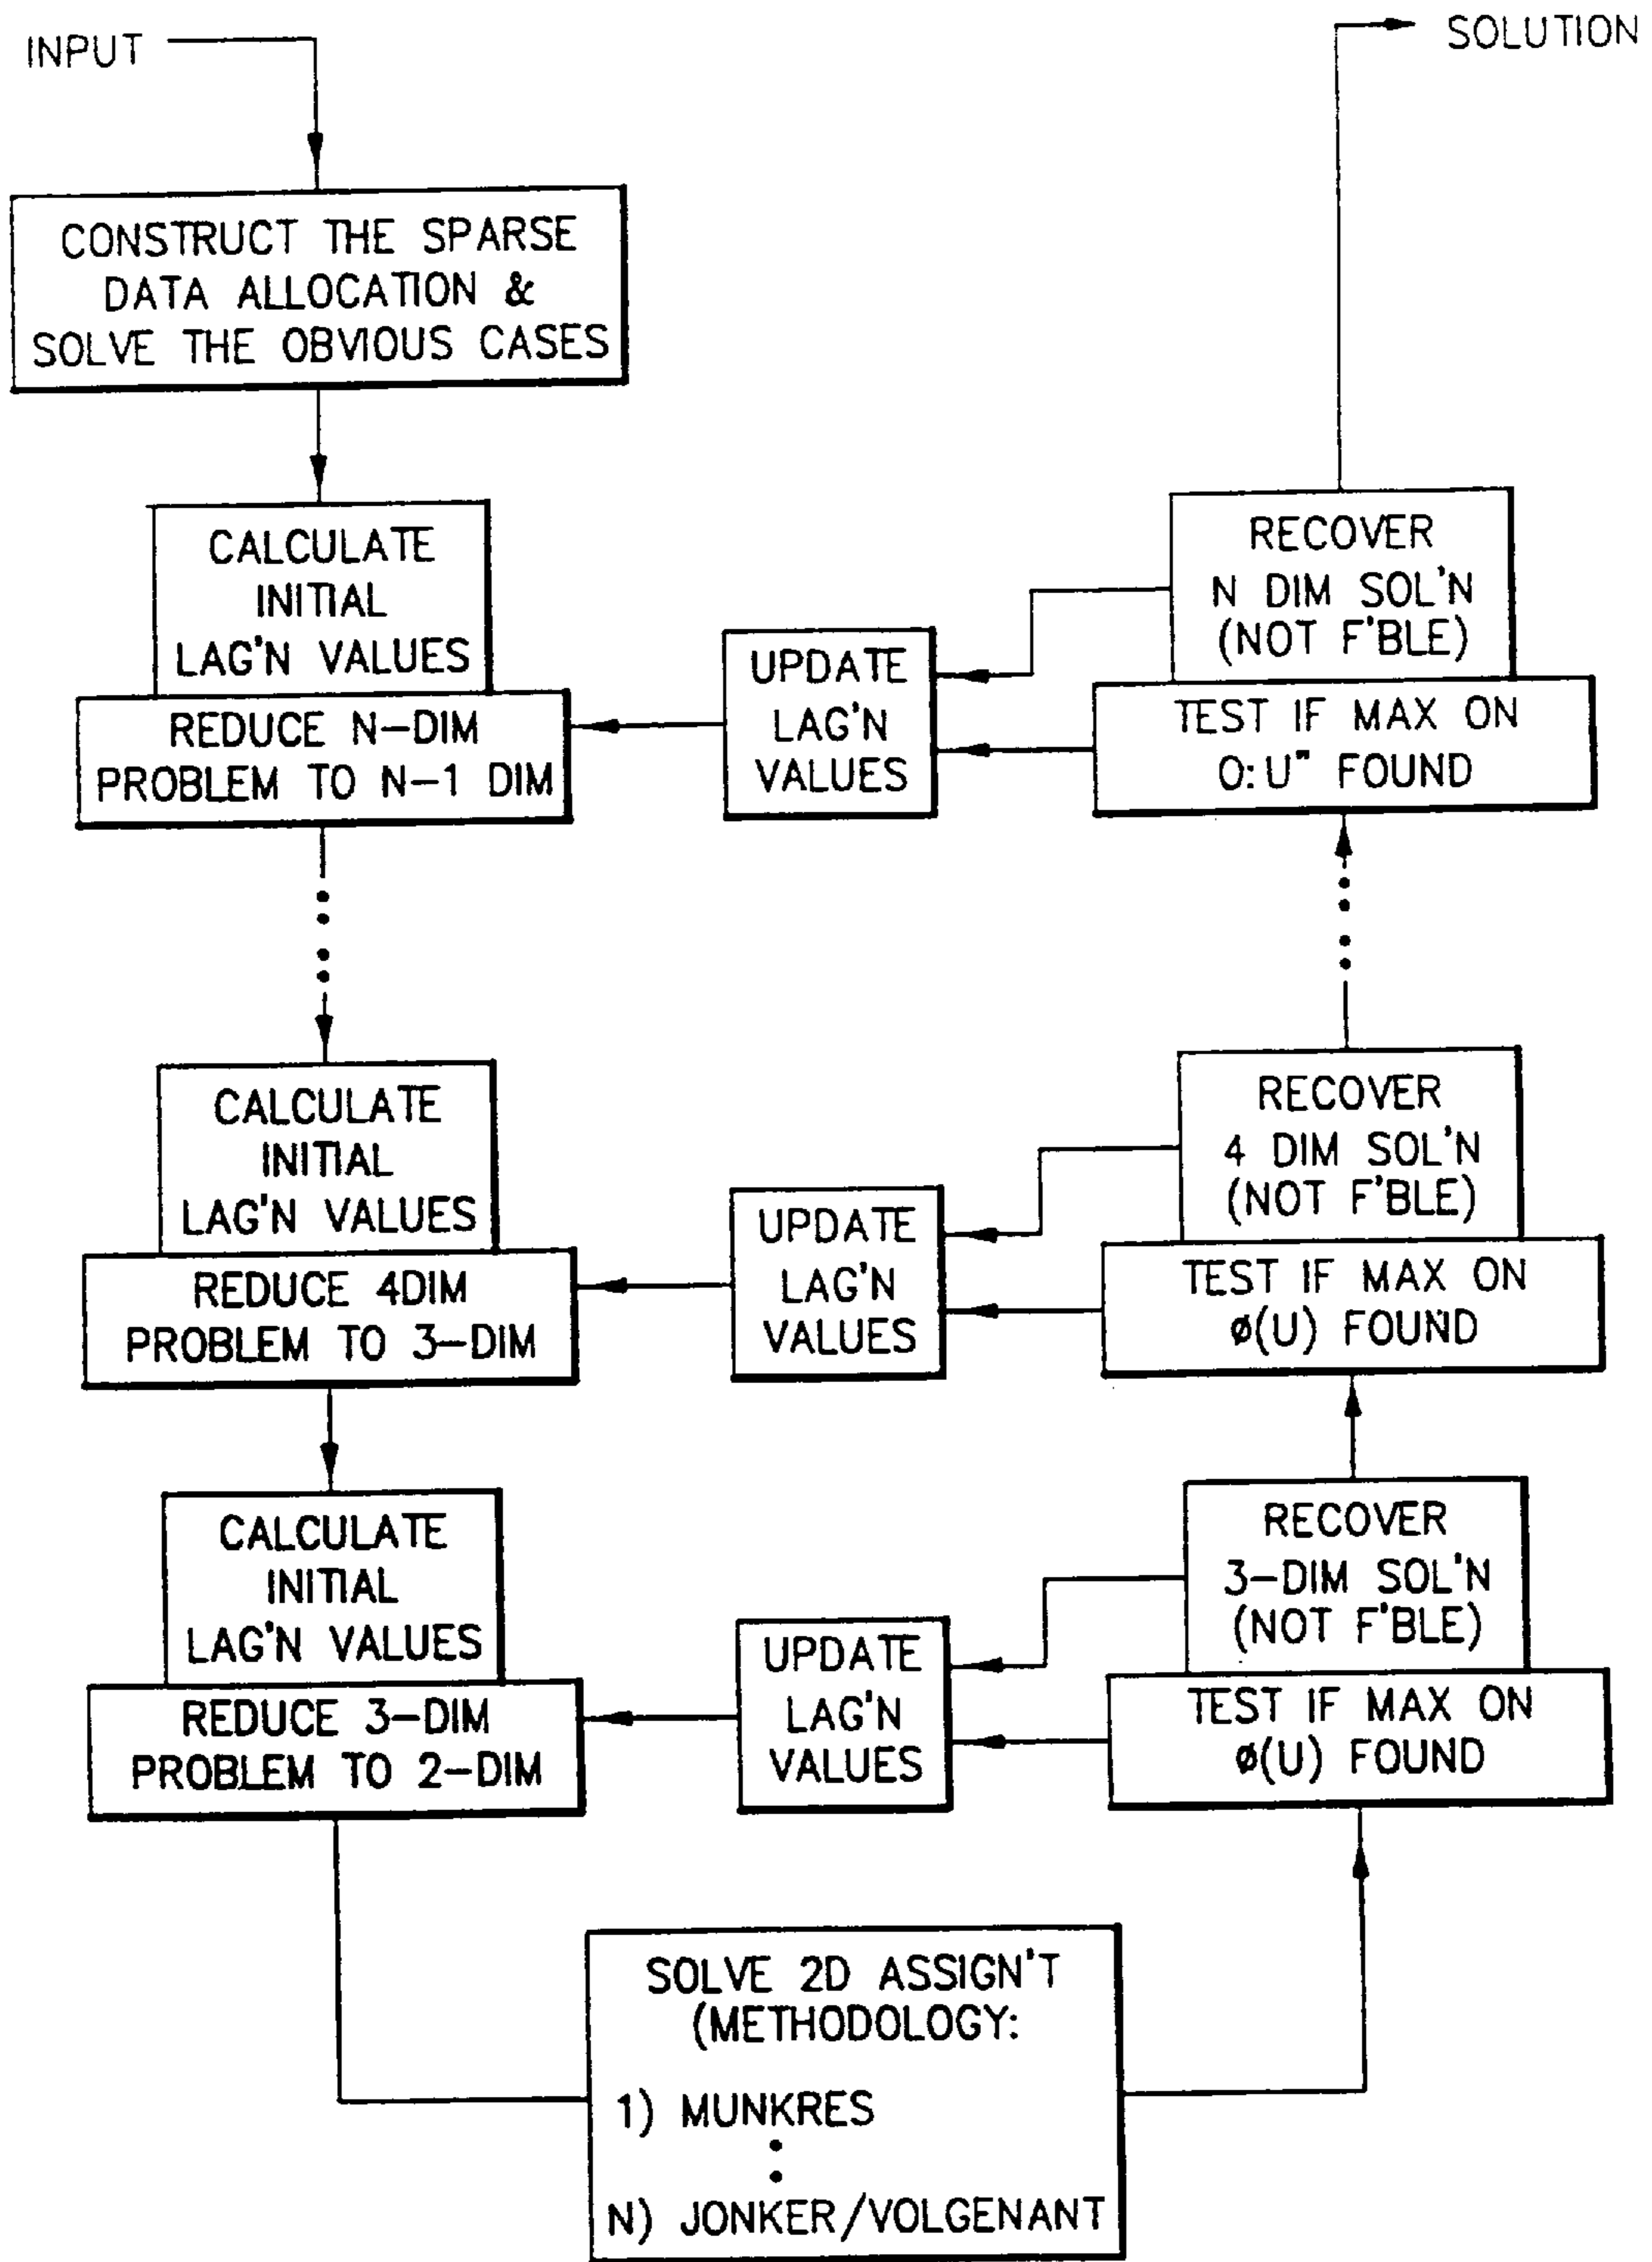 INPUT
SOLUTION
CONSTRUCT THE SPARSE
DATA ALLOCATION &
SOLVE THE OBVIOUS CASES
CALCULATE
INITIAL
LAG'N VALUES
REDUCE N-DIM
PROBLEM TO N-1 DIM
UPDATE
LAG'N
VALUES
RECOVER
N DIM SOL'N
(NOT F'BLE)
TEST IF MAX ON
O:U" FOUND
CALCULATE
INITIAL
LAG'N VALUES
REDUCE 4DIM
PROBLEM TO 3-DIM
UPDATE
LAG'N
VALUES
RECOVER
4 DIM SOL'N
(NOT F'BLE)
TEST IF MAX ON
ø(U) FOUND
CALCULATE
INITIAL
LAG'N VALUES
REDUCE 3-DIM
PROBLEM TO 2-DIM
UPDATE
LAG'N
VALUES
RECOVER
3-DIM SOL'N
(NOT F'BLE)
TEST IF MAX ON
ø(U) FOUND
SOLVE 2D ASSIGN'T
(METHODOLOGY:
1) MUNKRES
N) JONKER/VOLGENANT